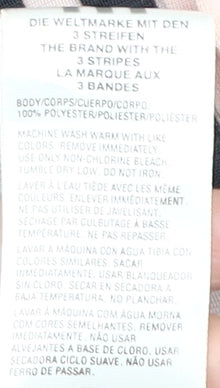 DIE WELTMARKE MIT DEN
3 STREIFEN
THE BRAND WITH THE
3 STRIPES
LA MARQUE AUX
3 BANDES
BODY/CORPS/CUERPO/CORPO
100% POLYESTER/POLIESTER/POLIÉSTER
MACHINE WASH WARM WITH LIKE
COLORS. REMOVE IMMEDIATELY.
USE ONLY NON-CHLORINE BLEACH.
TUMBLE DRY LOW. DO NOT IRON.
LAVER À L'EAU TIÈDE AVEC LES MÊME
COULEURS. ENLEVER IMMÉDIATEMENT.
NE PAS UTILISER DE JAVELISANT.
SÉCHAGE PAR CULBUTAGE À BASSE
TEMPÉRATURE. NE PAS REPASSER.
LAVAR A MÁQUINA CON AGUA TIBIA CON
COLORES SIMILARES. SACAR
IMMEDIATAMENTE. USAR BLANQUEADOR
SIN CLORO. SECAR EN SECADORA A
BAJA TEMPERATURA. NO PLANCHAR.
LAVAR À MÁQUINA COM ÁGUA MORNA
COM CORES SEMELHANTES. REMOVER
IMEDIATAMENTE. NÃO USAR
ALVEJANTES A BASE DE CLORO. USAR
SECADORA CICLO SUAVE. NÃO USAR
FERRO DE PASSAR.